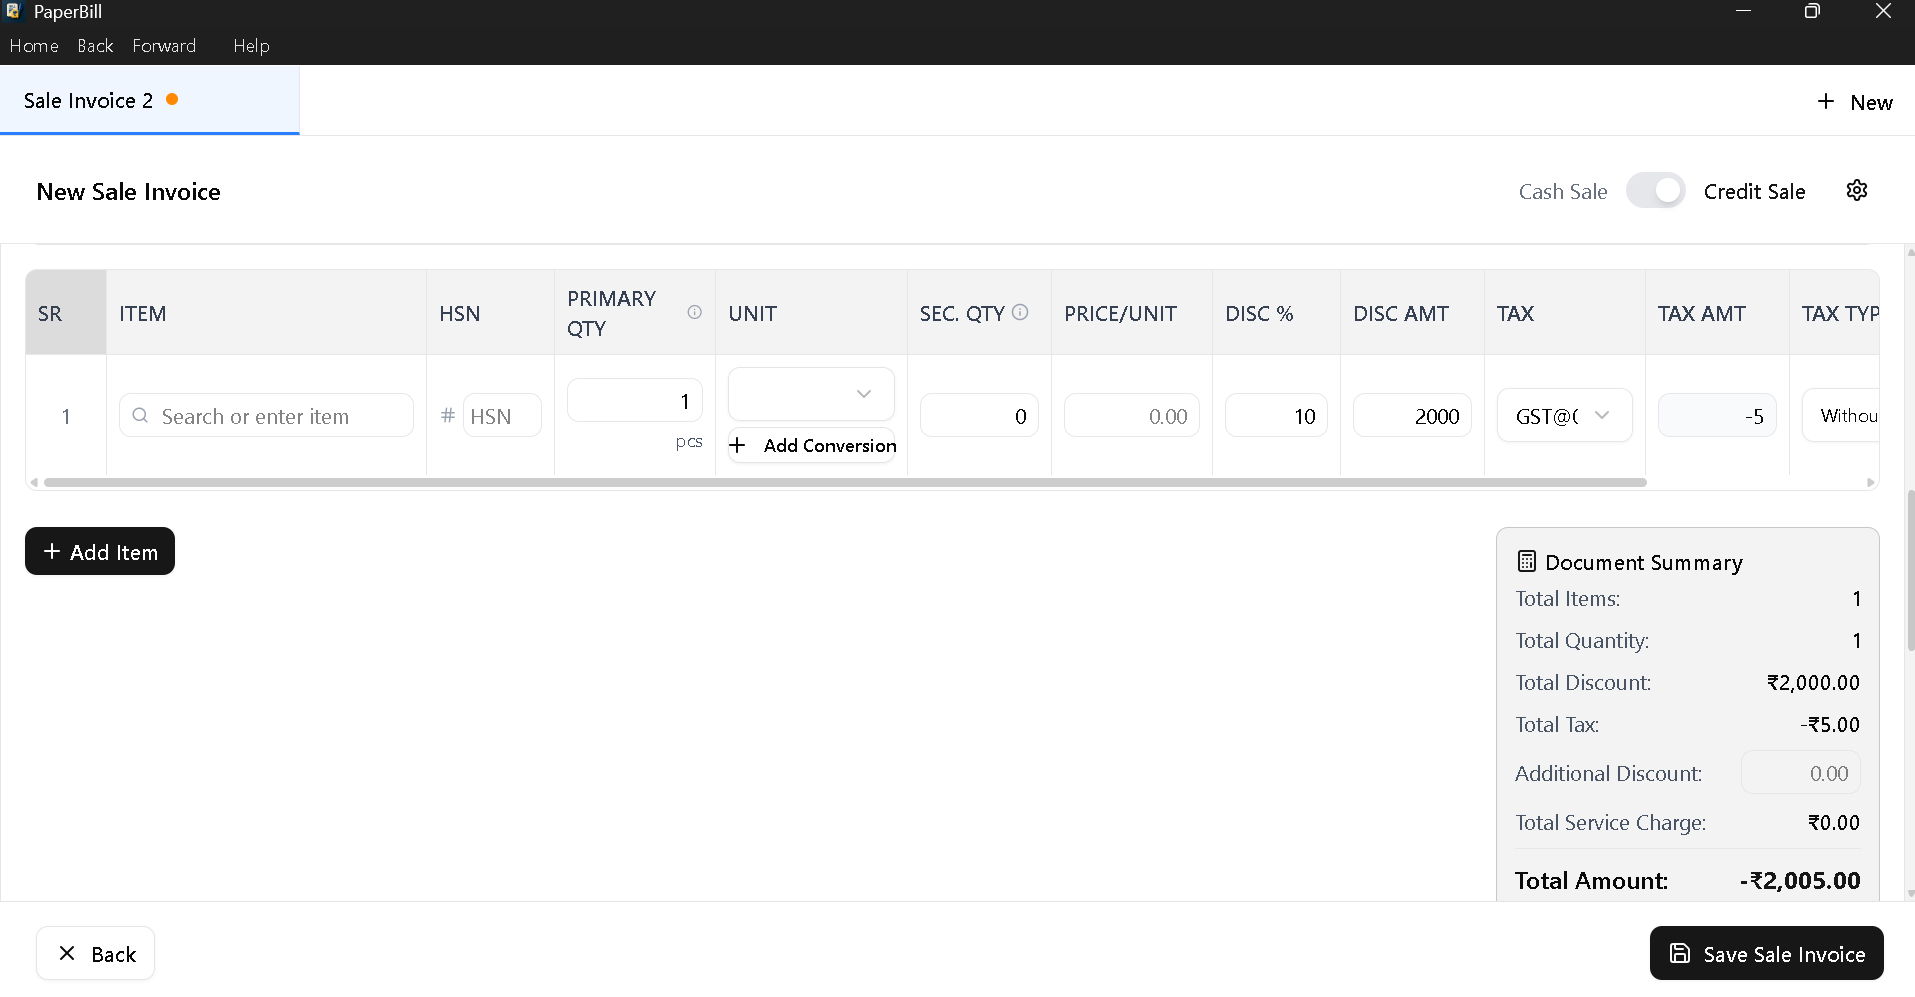 PaperBill
Home Back Forward Help
Sale Invoice 2
+ New
New Sale Invoice
Cash Sale Credit Sale
SR ITEM HSN PRIMARY QTY UNIT SEC. QTY PRICE/UNIT DISC % DISC AMT TAX TAX AMT TAX TYP
1 Search or enter item # HSN 1 0 0.00 10 2000 GST@0 -5 Withou
pcs + Add Conversion
+ Add Item
Document Summary
Total Items: 1
Total Quantity: 1
Total Discount: ₹2,000.00
Total Tax: -₹5.00
Additional Discount: 0.00
Total Service Charge: ₹0.00
Total Amount: -₹2,005.00
Back
Save Sale Invoice